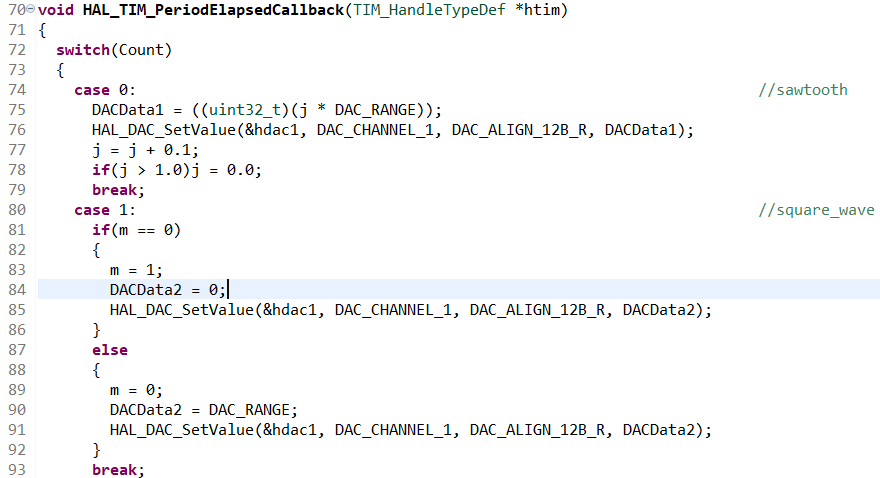 70 void HAL_TIM_PeriodElapsedCallback(TIM_HandleTypeDef *htim)
71 {
72   switch(Count)
73   {
74     case 0:                                                                     //sawtooth
75       DACData1 = ((uint32_t)(j * DAC_RANGE));
76       HAL_DAC_SetValue(&hdac1, DAC_CHANNEL_1, DAC_ALIGN_12B_R, DACData1);
77       j = j + 0.1;
78       if(j > 1.0)j = 0.0;
79       break;
80     case 1:                                                                     //square_wave
81       if(m == 0)
82       {
83         m = 1;
84         DACData2 = 0;
85         HAL_DAC_SetValue(&hdac1, DAC_CHANNEL_1, DAC_ALIGN_12B_R, DACData2);
86       }
87       else
88       {
89         m = 0;
90         DACData2 = DAC_RANGE;
91         HAL_DAC_SetValue(&hdac1, DAC_CHANNEL_1, DAC_ALIGN_12B_R, DACData2);
92       }
93       break;